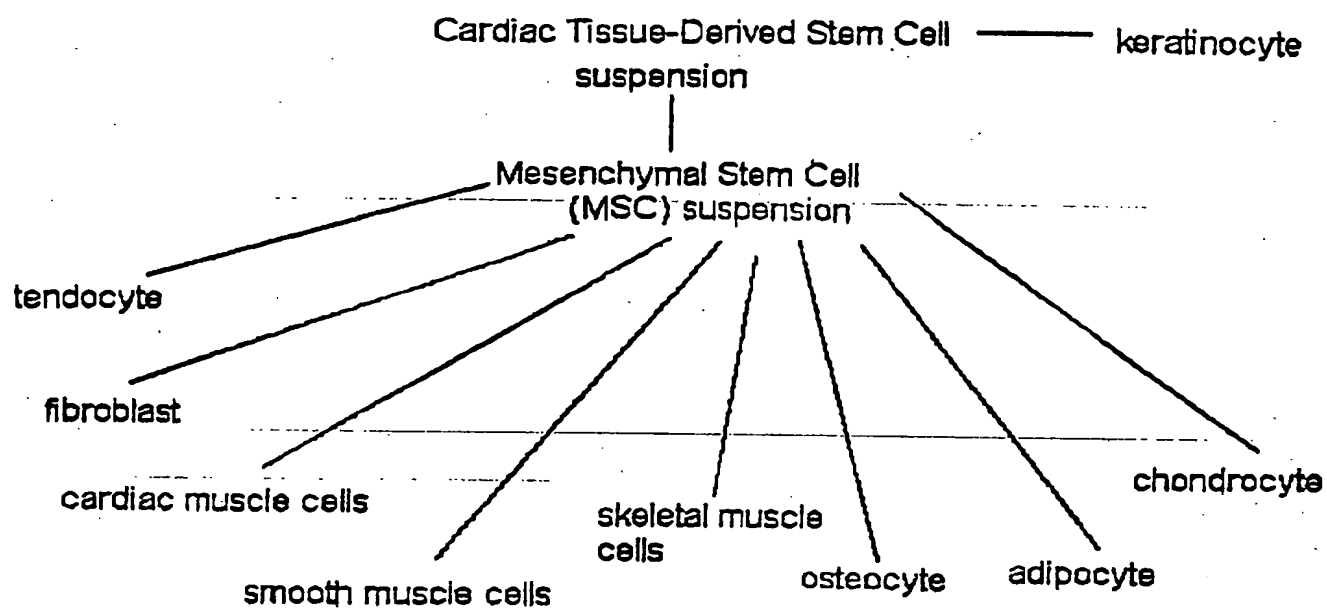 Cardiac Tissue-Derived Stem Cell
suspension
keratinocyte
Mesenchymal Stem Cell
(MSC) suspension
tendocyte
fibroblast
cardiac muscle cells
smooth muscle cells
skeletal muscle
cells
osteocyte
adipocyte
chondrocyte